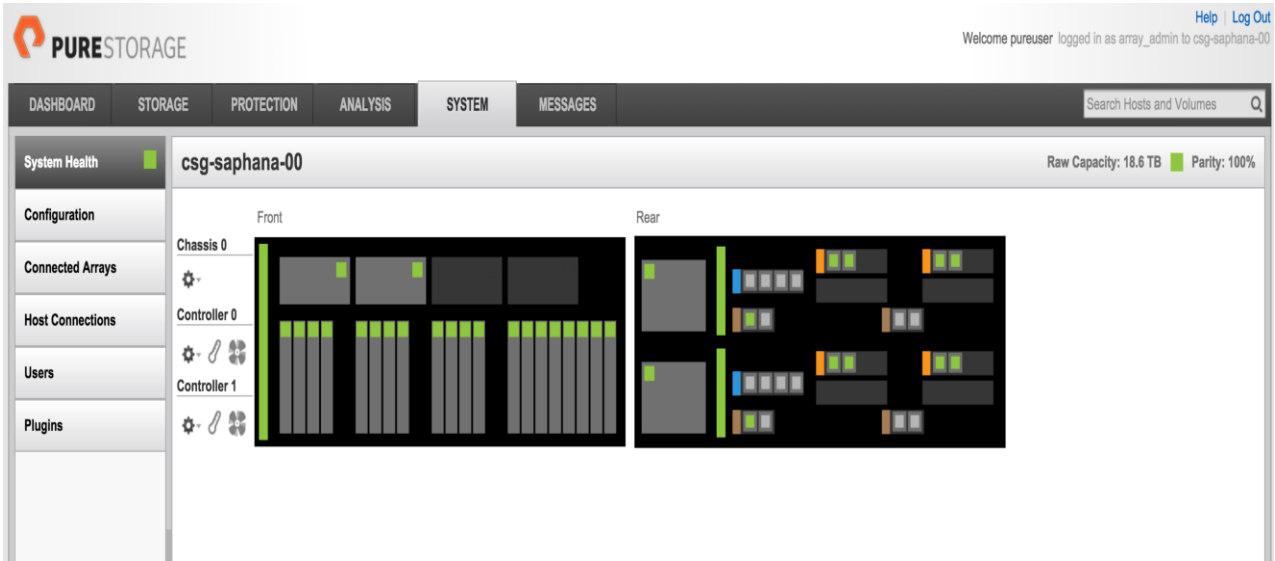 Help | Log Out
PURESTORAGE
Welcome pureuser logged in as array_admin to csg-saphana-00
DASHBOARD STORAGE PROTECTION ANALYSIS SYSTEM MESSAGES
Search Hosts and Volumes
System Health
csg-saphana-00
Raw Capacity: 18.6 TB Parity: 100%
Configuration
Connected Arrays
Host Connections
Users
Plugins
Front
Rear
Chassis 0
Controller 0
Controller 1